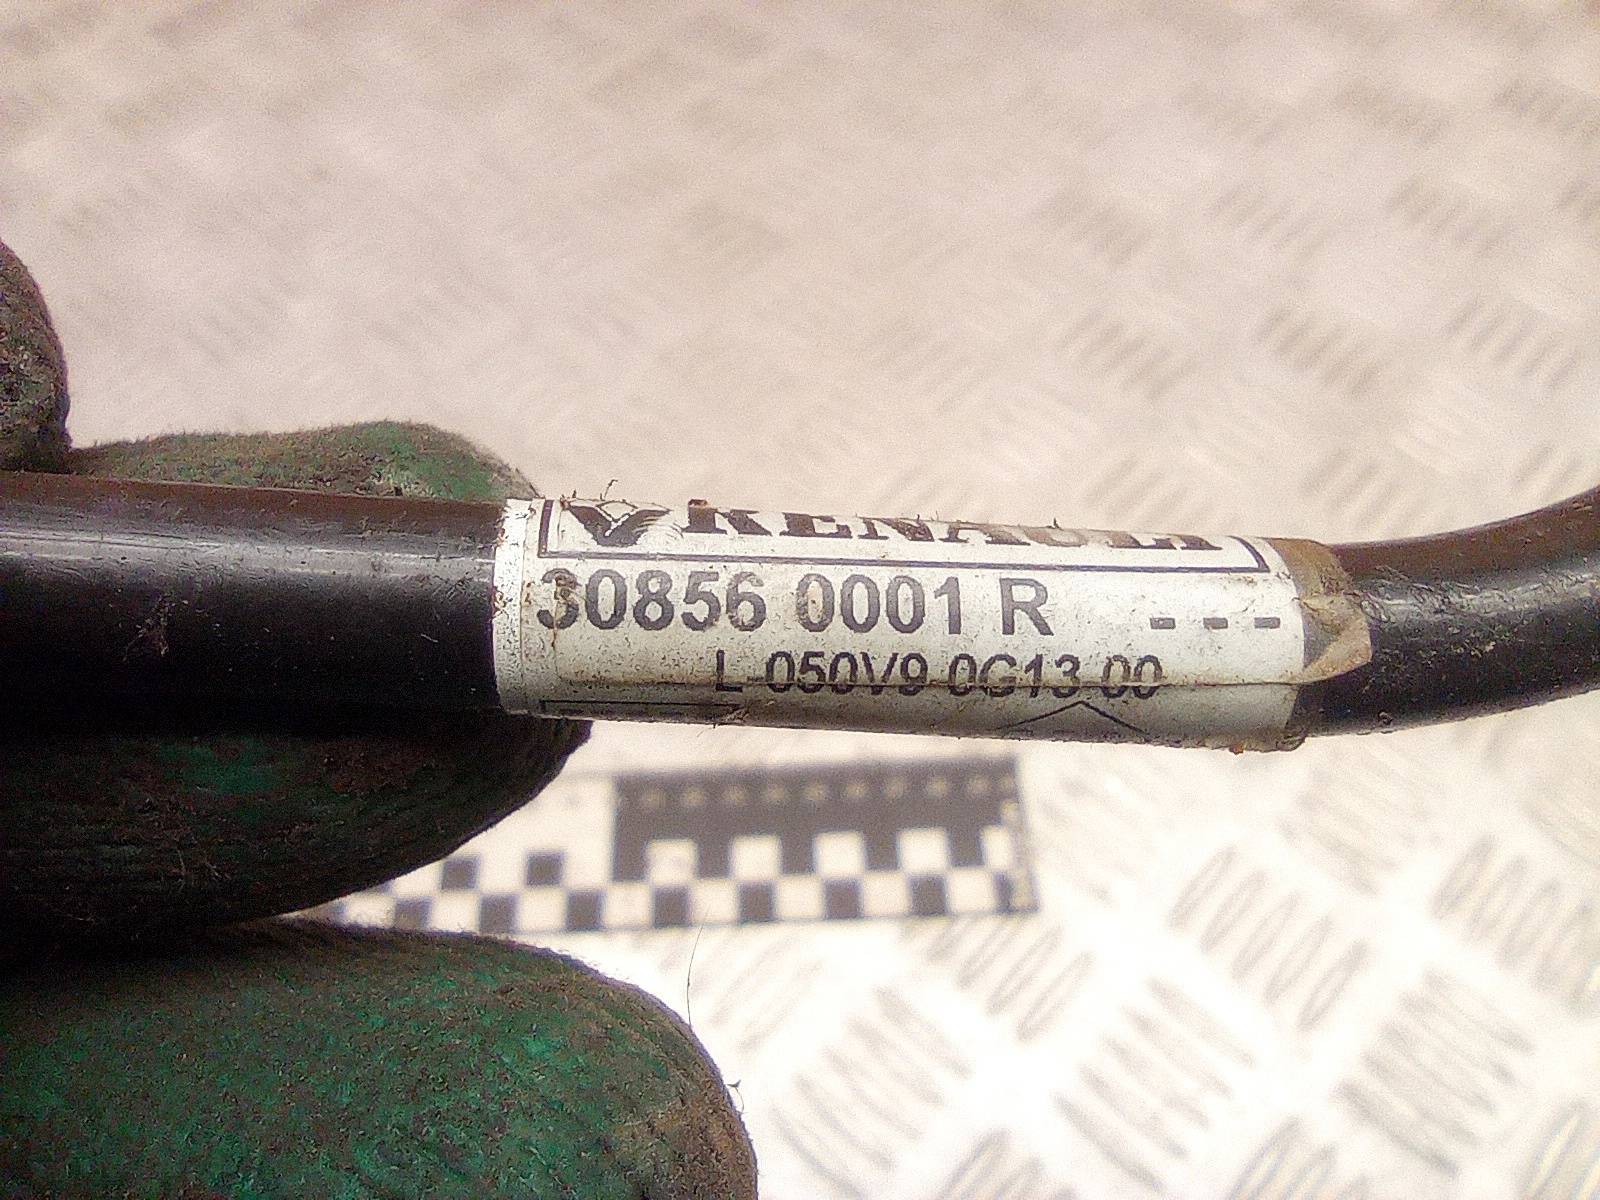 RENAULT
30856 0001 R ---
L 050V9 0G13 00